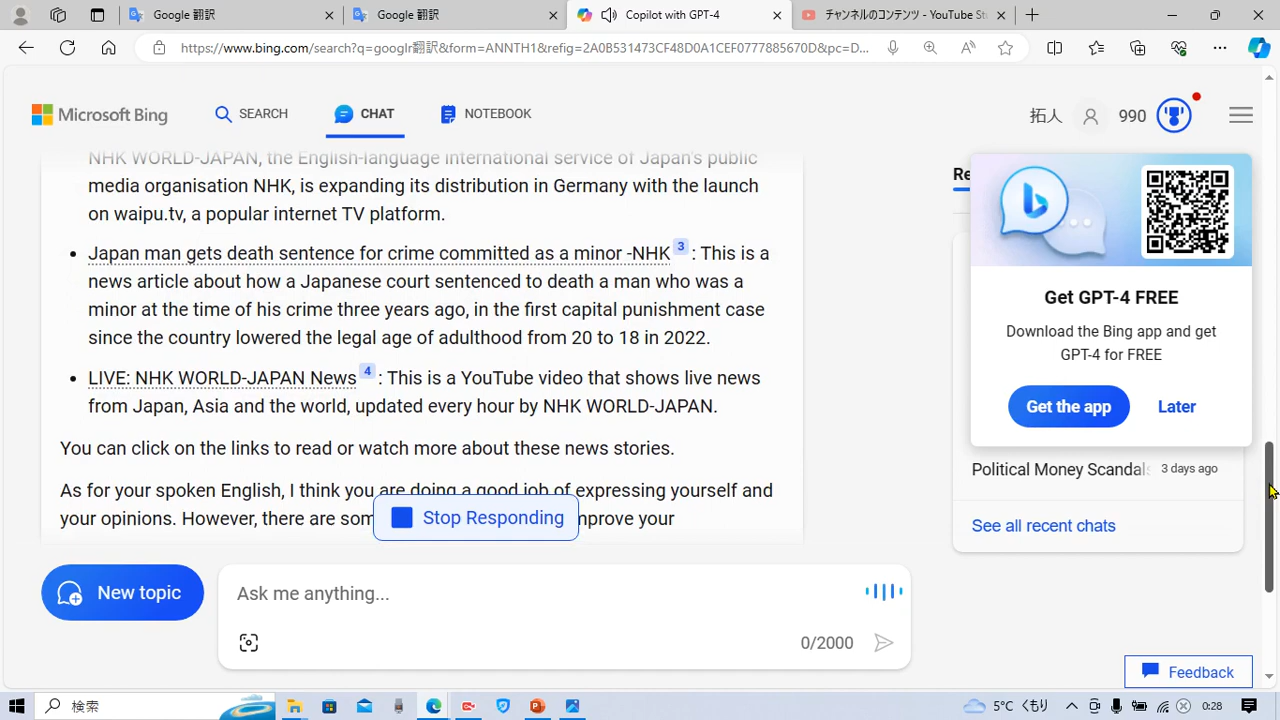 Google 翻訳
Google 翻訳
Copilot with GPT-4
チャンネルのコンテンツ - YouTube St
https://www.bing.com/search?q=googlr翻訳&form=ANNTH1&refig=2A0B531473CF48D0A1CEF0777885670D&pc=D...
Microsoft Bing
SEARCH
CHAT
NOTEBOOK
拓人
990
NHK WORLD-JAPAN, the English-language international service of Japan's public
media organisation NHK, is expanding its distribution in Germany with the launch
on waipu.tv, a popular internet TV platform.
• Japan man gets death sentence for crime committed as a minor -NHK 3 : This is a
news article about how a Japanese court sentenced to death a man who was a
minor at the time of his crime three years ago, in the first capital punishment case
since the country lowered the legal age of adulthood from 20 to 18 in 2022.
• LIVE: NHK WORLD-JAPAN News 4 : This is a YouTube video that shows live news
from Japan, Asia and the world, updated every hour by NHK WORLD-JAPAN.
You can click on the links to read or watch more about these news stories.
As for your spoken English, I think you are doing a good job of expressing yourself and
your opinions. However, there are som
mprove your
Stop Responding
Re
Get GPT-4 FREE
Download the Bing app and get
GPT-4 for FREE
Get the app
Later
Political Money Scandals
3 days ago
See all recent chats
New topic
Ask me anything...
0/2000
Feedback
検索
5°C くもり
0:28